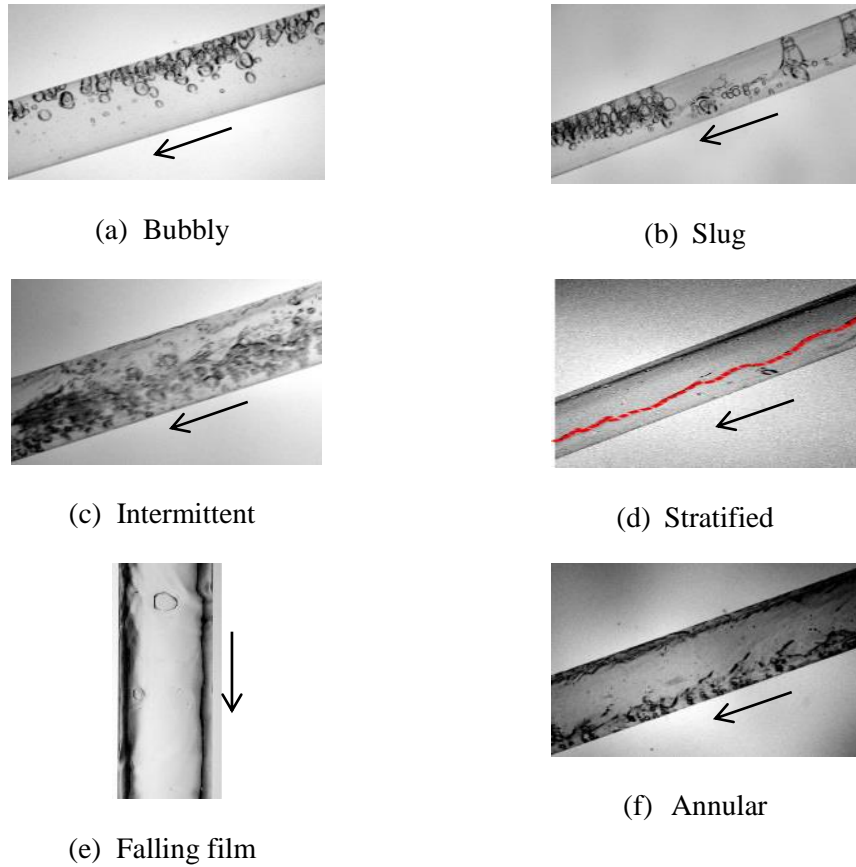 (a) Bubbly
(b) Slug
(c) Intermittent
(d) Stratified
(e) Falling film
(f) Annular